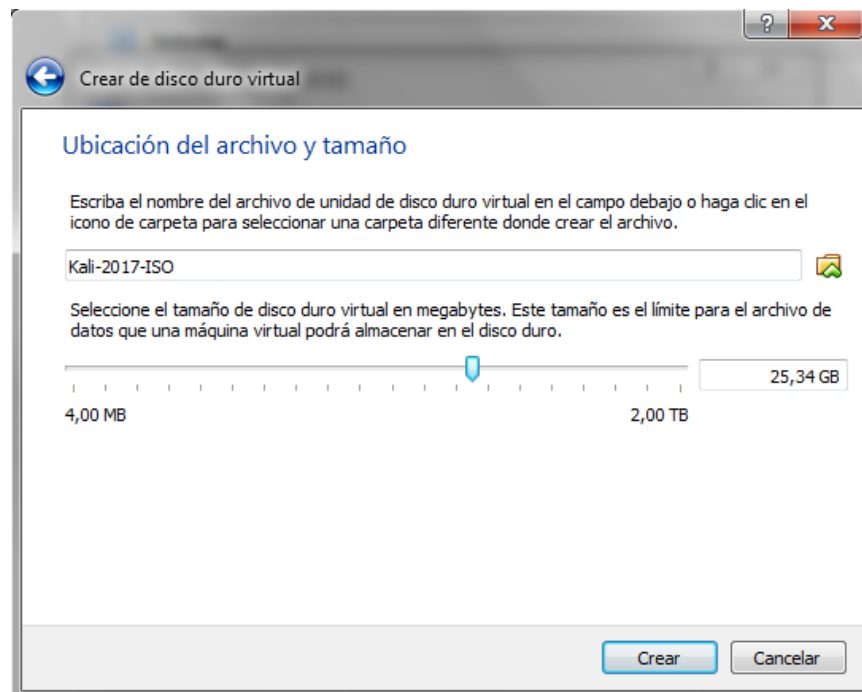 Crear de disco duro virtual
Ubicación del archivo y tamaño
Escriba el nombre del archivo de unidad de disco duro virtual en el campo debajo o haga clic en el
icono de carpeta para seleccionar una carpeta diferente donde crear el archivo.
Kali-2017-ISO
Seleccione el tamaño de disco duro virtual en megabytes. Este tamaño es el límite para el archivo de
datos que una máquina virtual podrá almacenar en el disco duro.
25,34 GB
4,00 MB 2,00 TB
Crear Cancelar